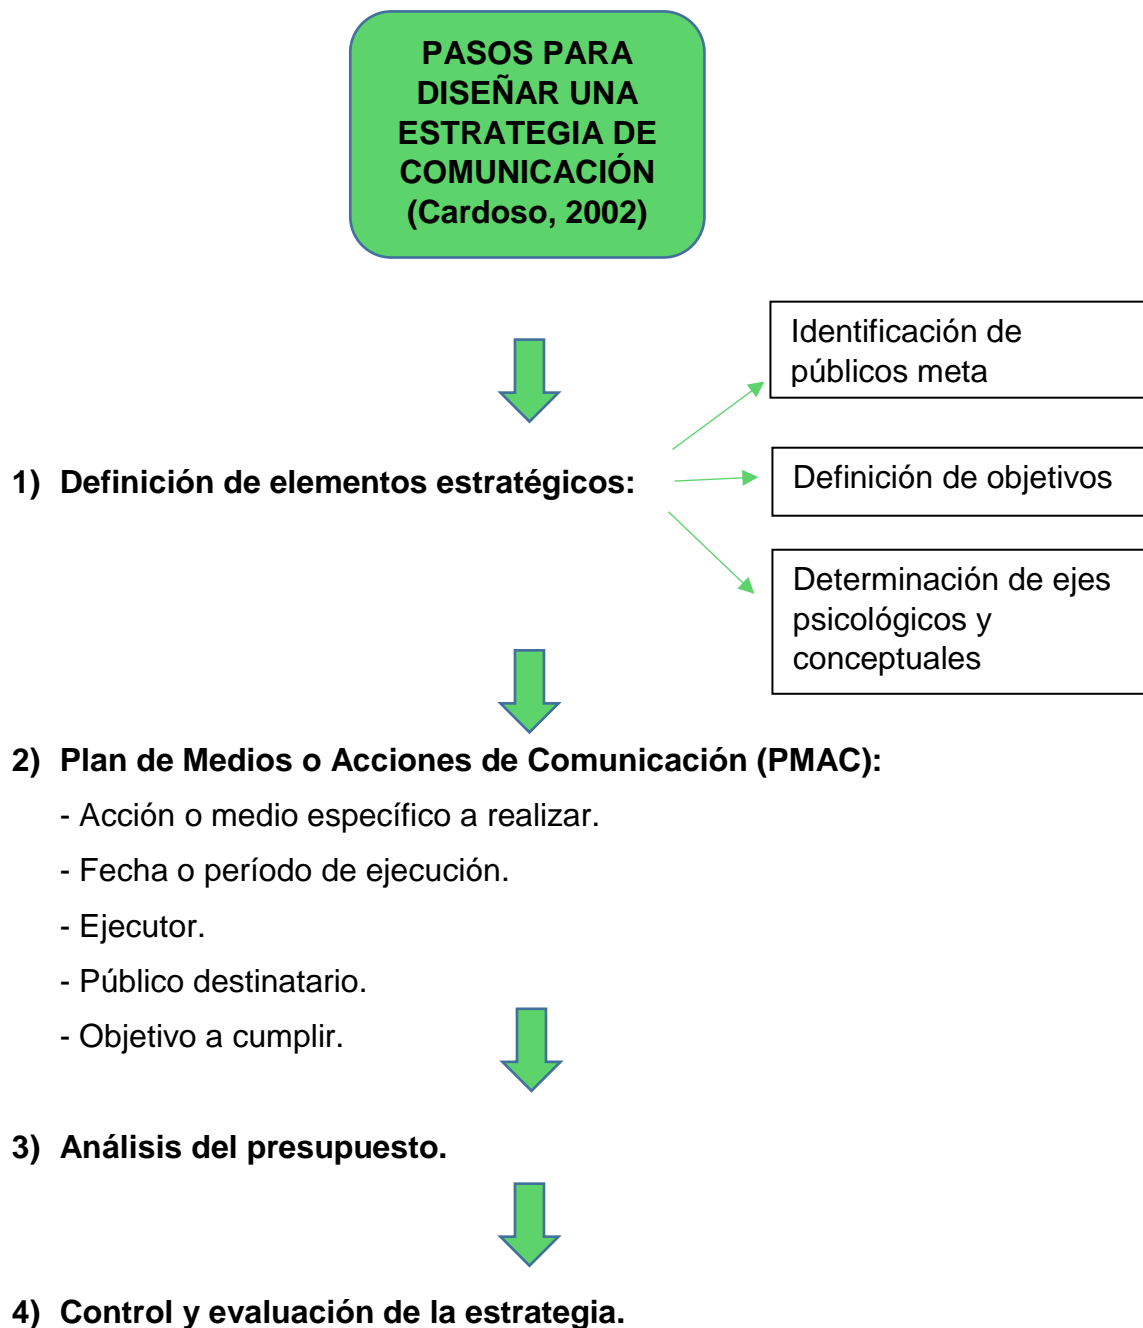 PASOS PARA
DISEÑAR UNA
ESTRATEGIA DE
COMUNICACIÓN
(Cardoso, 2002)
Identificación de
públicos meta
1) Definición de elementos estratégicos:
Definición de objetivos
Determinación de ejes
psicológicos y
conceptuales
2) Plan de Medios o Acciones de Comunicación (PMAC):
- Acción o medio específico a realizar.
- Fecha o período de ejecución.
- Ejecutor.
- Público destinatario.
- Objetivo a cumplir.
3) Análisis del presupuesto.
4) Control y evaluación de la estrategia.